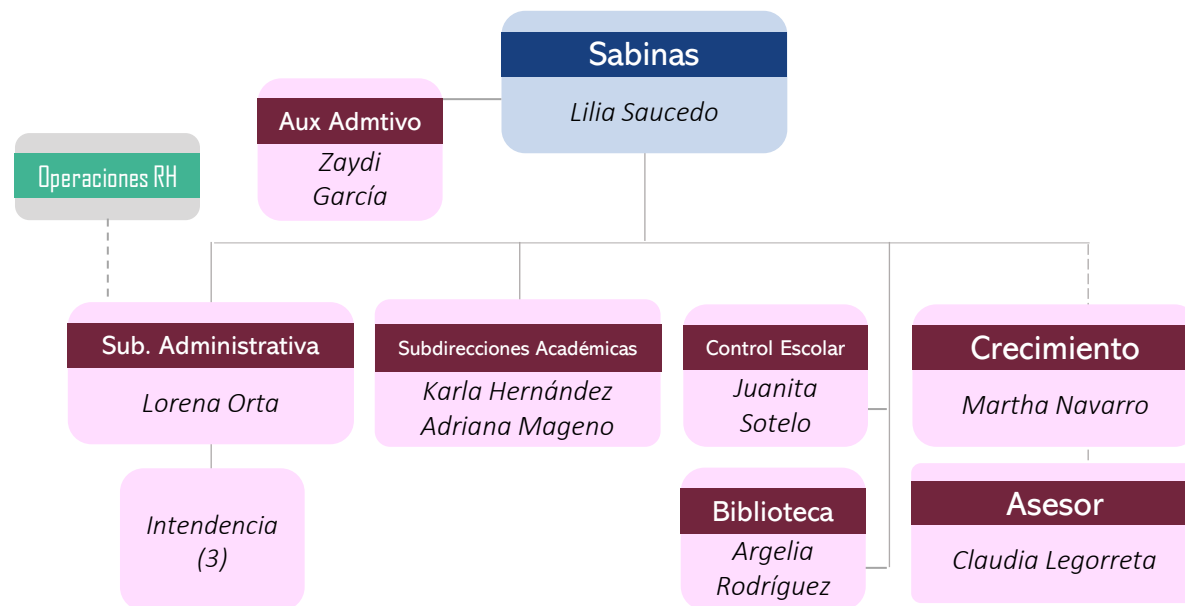 Sabinas
Lilia Saucedo
Aux Admtivo
Zaydi
García
Operaciones RH
Sub. Administrativa
Lorena Orta
Intendencia
(3)
Subdirecciones Académicas
Karla Hernández
Adriana Mageno
Control Escolar
Juanita
Sotelo
Biblioteca
Argelia
Rodríguez
Crecimiento
Martha Navarro
Asesor
Claudia Legorreta